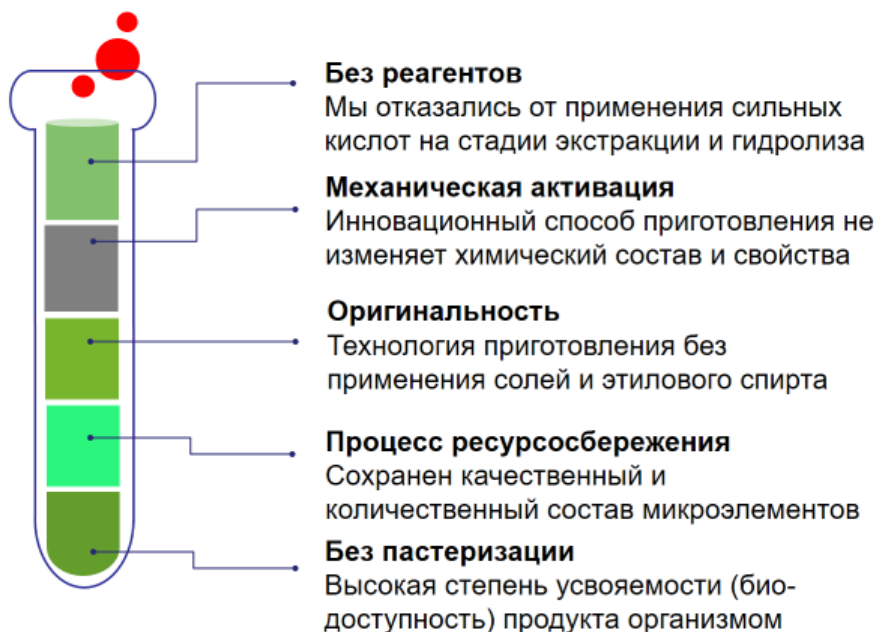 Без реагентов
Мы отказались от применения сильных
кислот на стадии экстракции и гидролиза
Механическая активация
Инновационный способ приготовления не
изменяет химический состав и свойства
Оригинальность
Технология приготовления без
применения солей и этилового спирта
Процесс ресурсосбережения
Сохранен качественный и
количественный состав микроэлементов
Без пастеризации
Высокая степень усвояемости (био-
доступность) продукта организмом